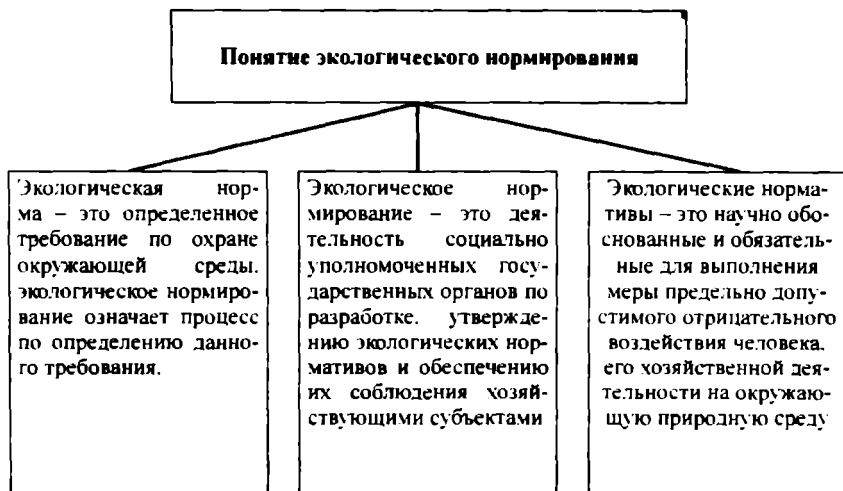 Понятие экологического нормирования
Экологическая нор-
ма – это определенное
требование по охране
окружающей среды.
экологическое нормиро-
вание означает процесс
по определению данно-
го требования.
Экологическое нор-
мирование – это дея-
тельность социально
уполномоченных госу-
дарственных органов по
разработке. утвержде-
нию экологических нор-
мативов и обеспечению
их соблюдения хозяй-
ствующими субъектами
Экологические норма-
тивы – это научно обо-
снованные и обязатель-
ные для выполнения
меры предельно допу-
стимого отрицательного
воздействия человека.
его хозяйственной дея-
тельности на окружаю-
щую природную среду